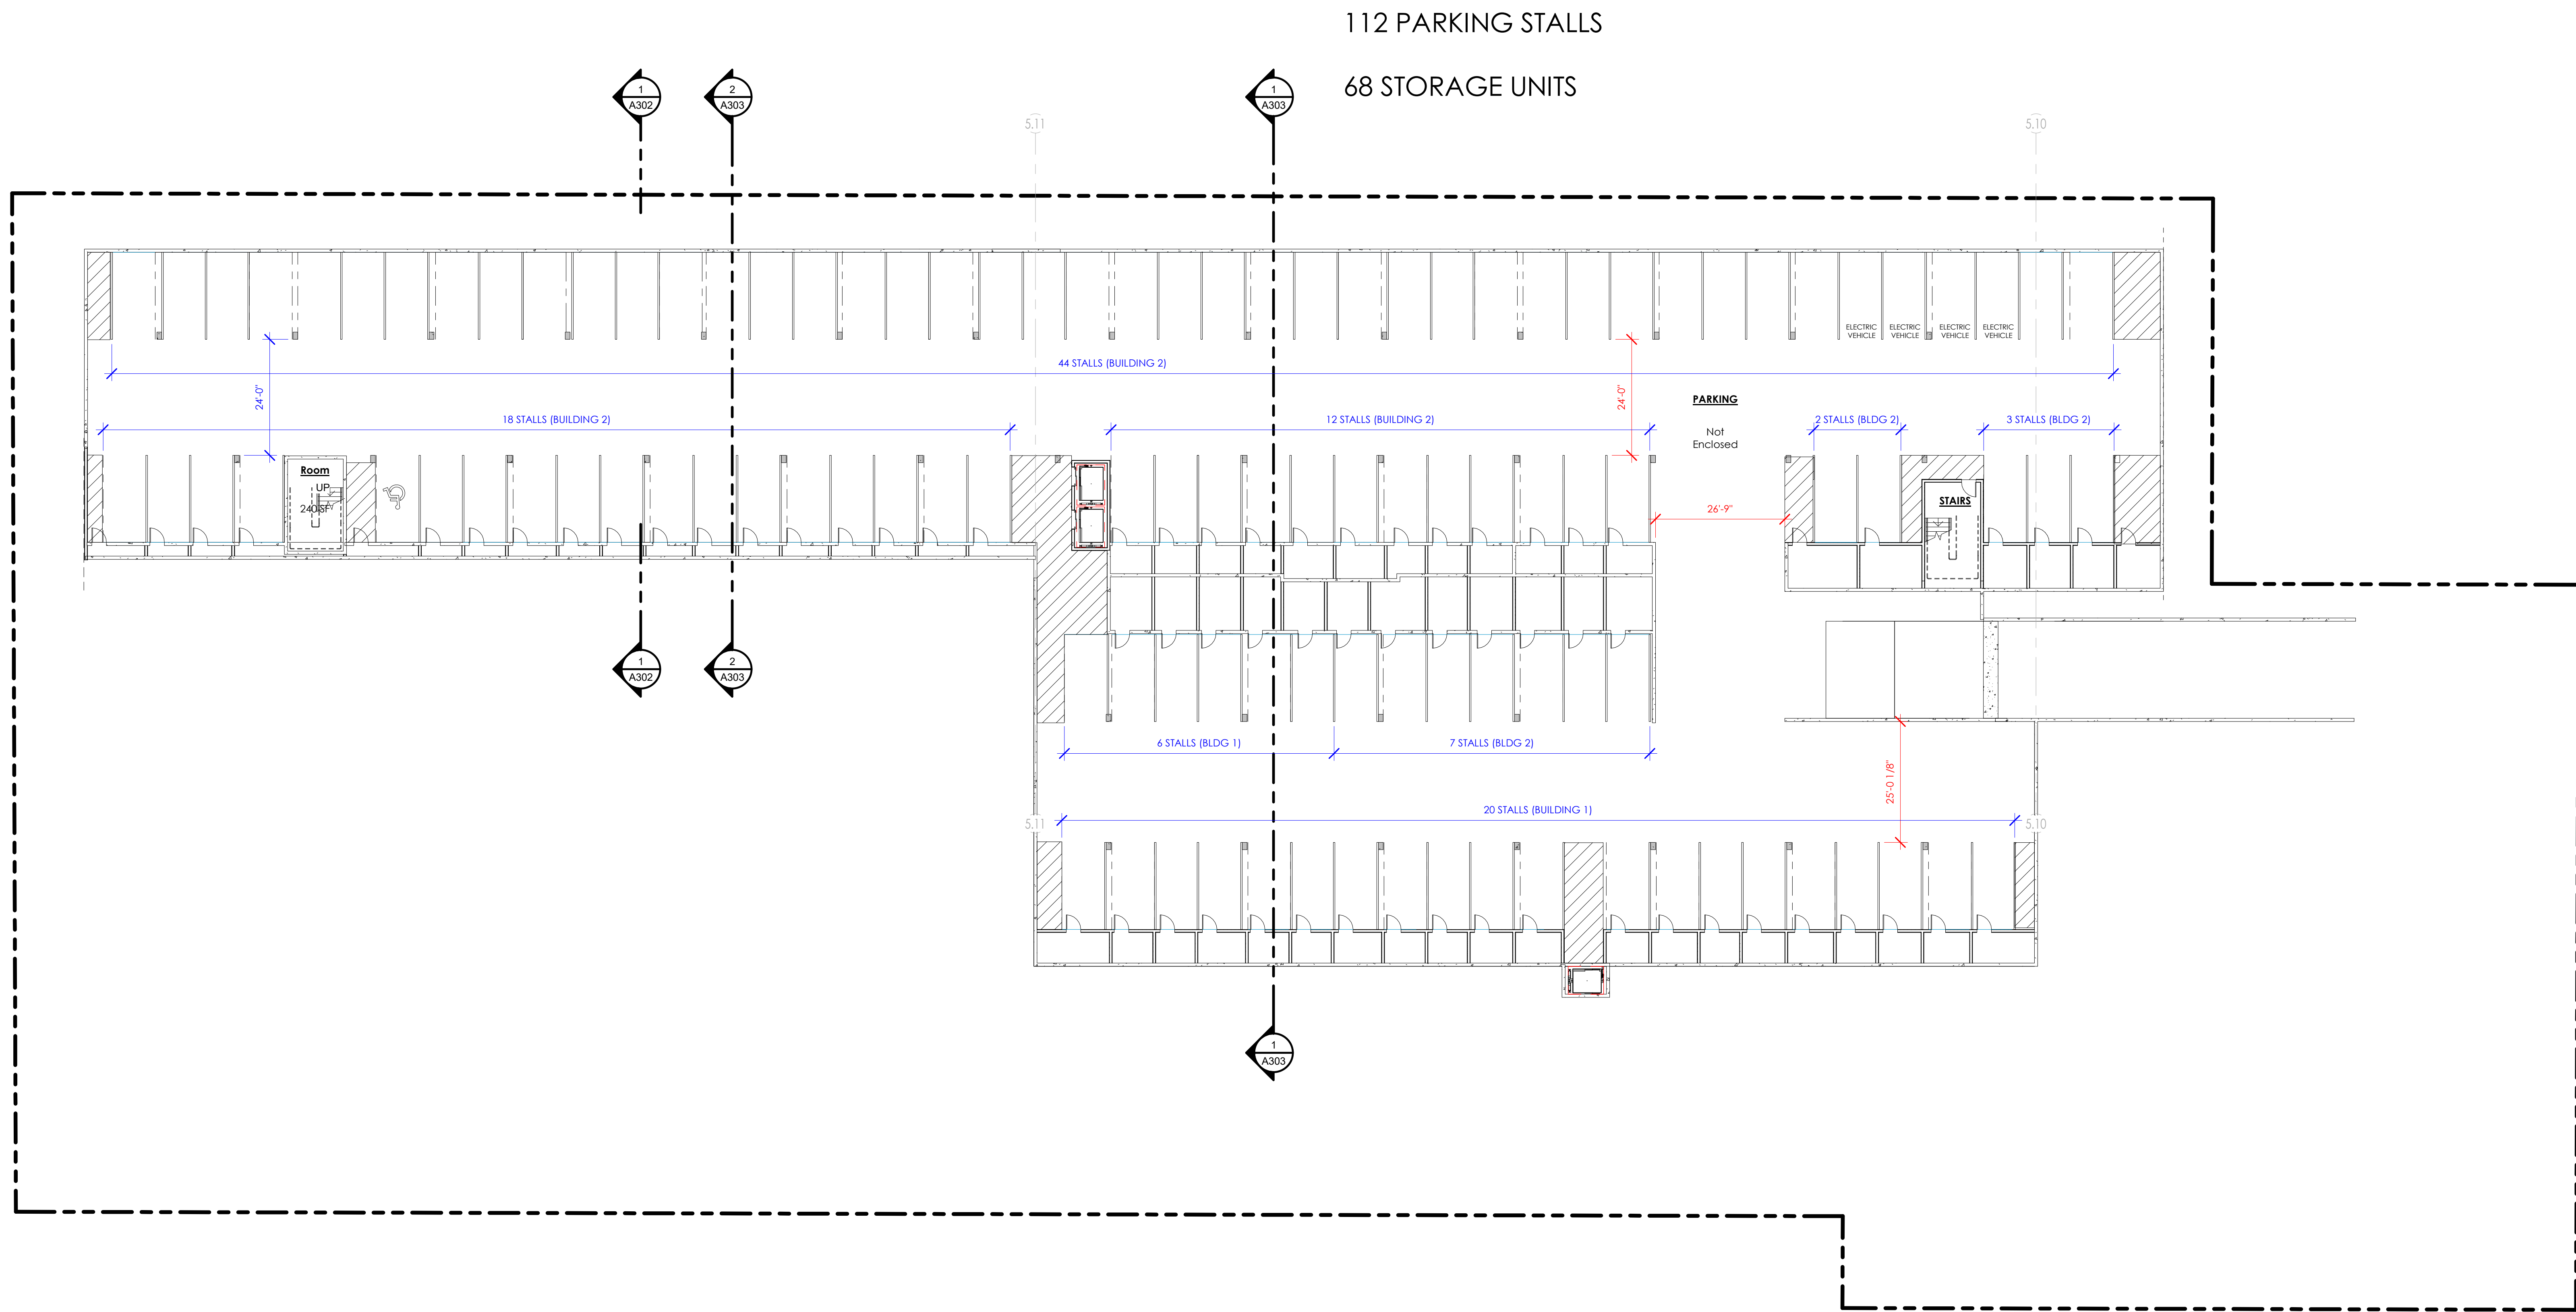 112 PARKING STALLS
68 STORAGE UNITS
1
A302
2
A303
1
A303
5.11
5.10
ELECTRIC
VEHICLE
ELECTRIC
VEHICLE
ELECTRIC
VEHICLE
ELECTRIC
VEHICLE
44 STALLS (BUILDING 2)
24'-0"
24'-0"
PARKING
Not
Enclosed
18 STALLS (BUILDING 2)
12 STALLS (BUILDING 2)
2 STALLS (BLDG 2)
3 STALLS (BLDG 2)
Room
UP
240 SF
STAIRS
26'-9"
1
A302
2
A303
6 STALLS (BLDG 1)
7 STALLS (BLDG 2)
25'-0 1/8"
20 STALLS (BUILDING 1)
5.11
5.10
1
A303